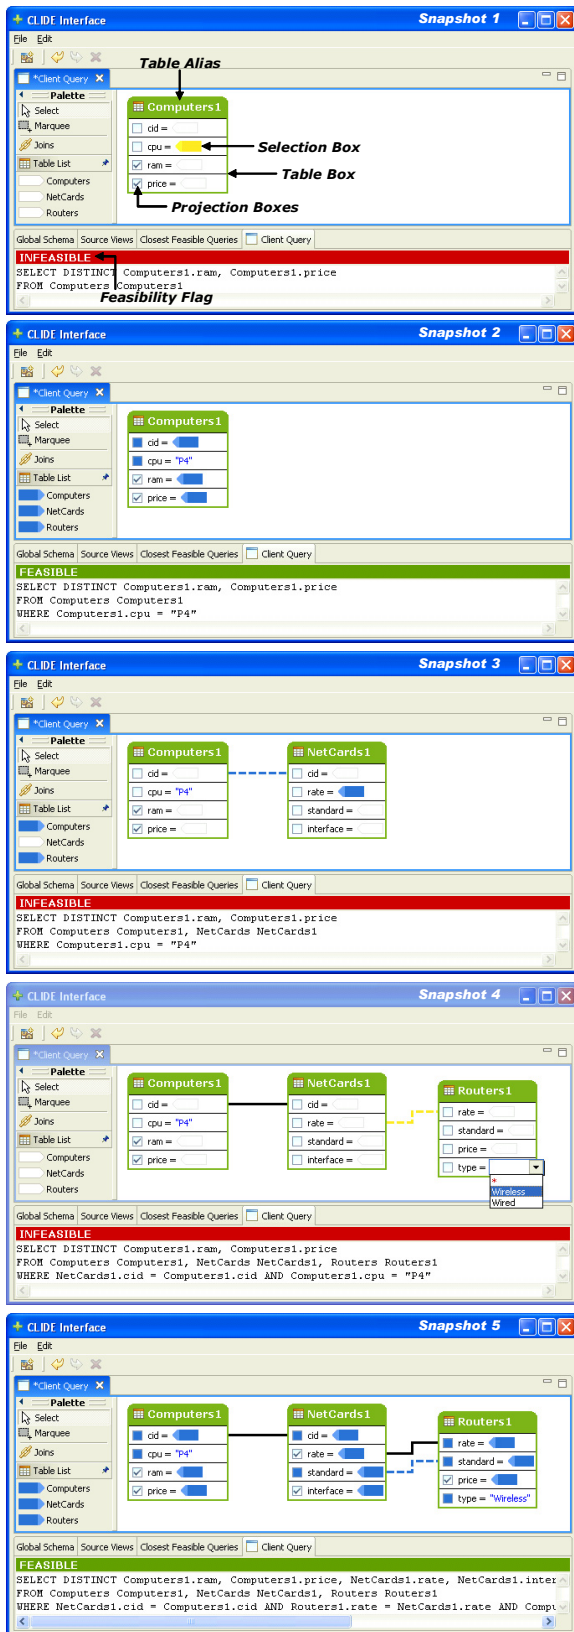 CLIDE Interface Snapshot 1
File Edit
*Client Query
Table Alias
Palette
Select
Marquee
Joins
Table List
Computers
NetCards
Routers
Computers1
cid =
cpu =
ram =
price =
Selection Box
Table Box
Projection Boxes
Global Schema Source Views Closest Feasible Queries Client Query
INFEASIBLE
SELECT DISTINCT Computers1.ram, Computers1.price
FROM Computers Computers1
Feasibility Flag
CLIDE Interface Snapshot 2
File Edit
*Client Query
Palette
Select
Marquee
Joins
Table List
Computers
NetCards
Routers
Computers1
cid =
cpu = "P4"
ram =
price =
Global Schema Source Views Closest Feasible Queries Client Query
FEASIBLE
SELECT DISTINCT Computers1.ram, Computers1.price
FROM Computers Computers1
WHERE Computers1.cpu = "P4"
CLIDE Interface Snapshot 3
File Edit
*Client Query
Palette
Select
Marquee
Joins
Table List
Computers
NetCards
Routers
Computers1
cid =
cpu = "P4"
ram =
price =
NetCards1
cid =
rate =
standard =
interface =
Global Schema Source Views Closest Feasible Queries Client Query
INFEASIBLE
SELECT DISTINCT Computers1.ram, Computers1.price
FROM Computers Computers1, NetCards NetCards1
WHERE Computers1.cpu = "P4"
CLIDE Interface Snapshot 4
File Edit
*Client Query
Palette
Select
Marquee
Joins
Table List
Computers
NetCards
Routers
Computers1
cid =
cpu = "P4"
ram =
price =
NetCards1
cid =
rate =
standard =
interface =
Routers1
rate =
standard =
price =
type =
*
Wireless
Wired
Global Schema Source Views Closest Feasible Queries Client Query
INFEASIBLE
SELECT DISTINCT Computers1.ram, Computers1.price
FROM Computers Computers1, NetCards NetCards1, Routers Routers1
WHERE NetCards1.cid = Computers1.cid AND Computers1.cpu = "P4"
CLIDE Interface Snapshot 5
File Edit
*Client Query
Palette
Select
Marquee
Joins
Table List
Computers
NetCards
Routers
Computers1
cid =
cpu = "P4"
ram =
price =
NetCards1
cid =
rate =
standard =
interface =
Routers1
rate =
standard =
price =
type = "Wireless"
Global Schema Source Views Closest Feasible Queries Client Query
FEASIBLE
SELECT DISTINCT Computers1.ram, Computers1.price, NetCards1.rate, NetCards1.inter
FROM Computers Computers1, NetCards NetCards1, Routers Routers1
WHERE NetCards1.cid = Computers1.cid AND Routers1.rate = NetCards1.rate AND Compu